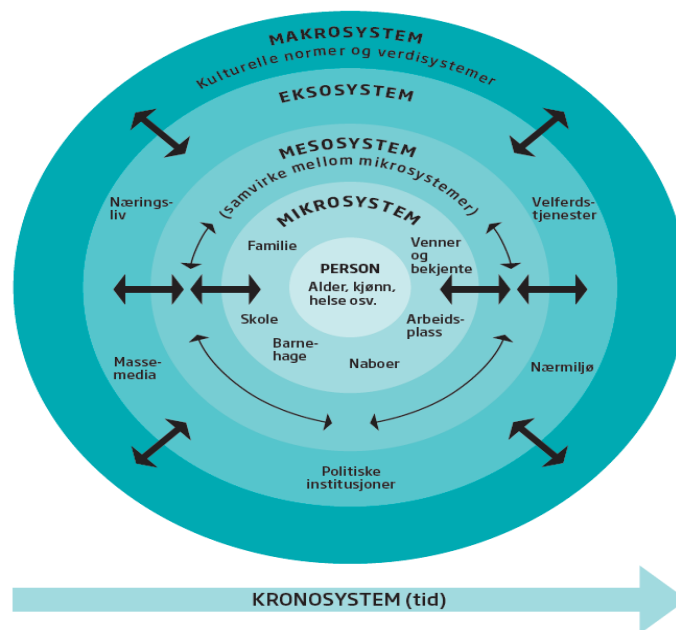 MAKROSYSTEM
Kulturelle normer og verdisystemer
EKSOSYSTEM
MESOSYSTEM
(samvirke mellom mikrosystemer)
MIKROSYSTEM
Nærings-
liv
Velferds-
tjenester
Familie
Venner
og
bekjente
PERSON
Alder, kjønn,
helse osv.
Skole
Arbeids-
plass
Barne-
hage
Naboer
Masse-
media
Nærmiljø
Politiske
institusjoner
KRONOSYSTEM (tid)